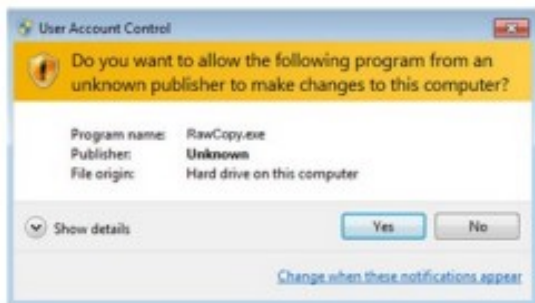 User Account Control
Do you want to allow the following program from an
unknown publisher to make changes to this computer?
Program name: RawCopy.exe
Publisher: Unknown
File origin: Hard drive on this computer
Show details
Yes
No
Change when these notifications appear